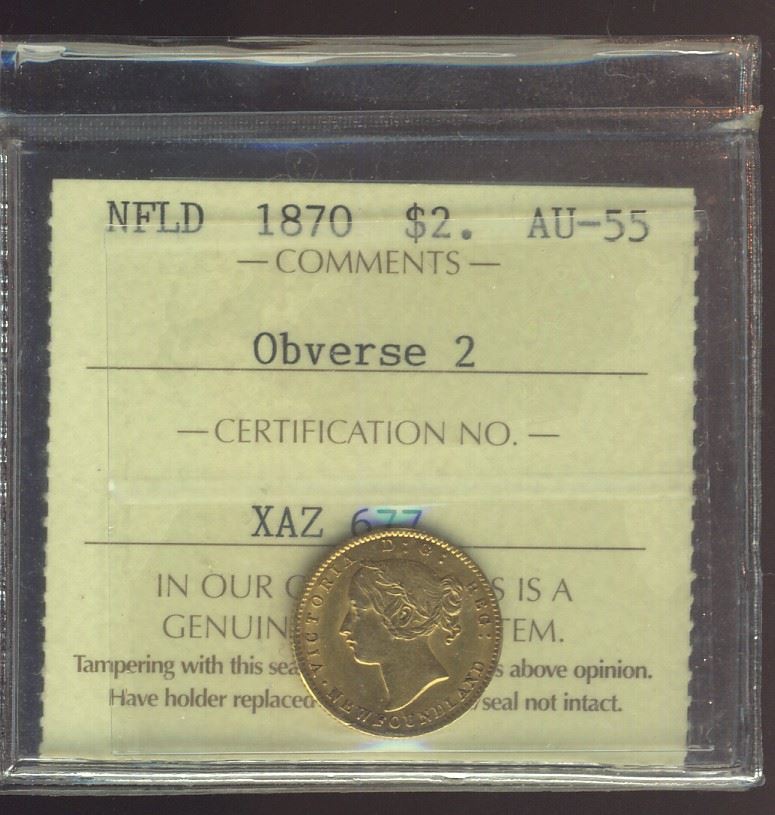 NFLD 1870 $2. AU-55
— COMMENTS —
Obverse 2
— CERTIFICATION NO. —
XAZ 677
IN OUR S IS A
GENUIN TEM.
Tampering with this sea s above opinion.
Have holder replaced /seal not intact.
VICTORIA D:G: REG:
· NEWFOUNDLAND ·